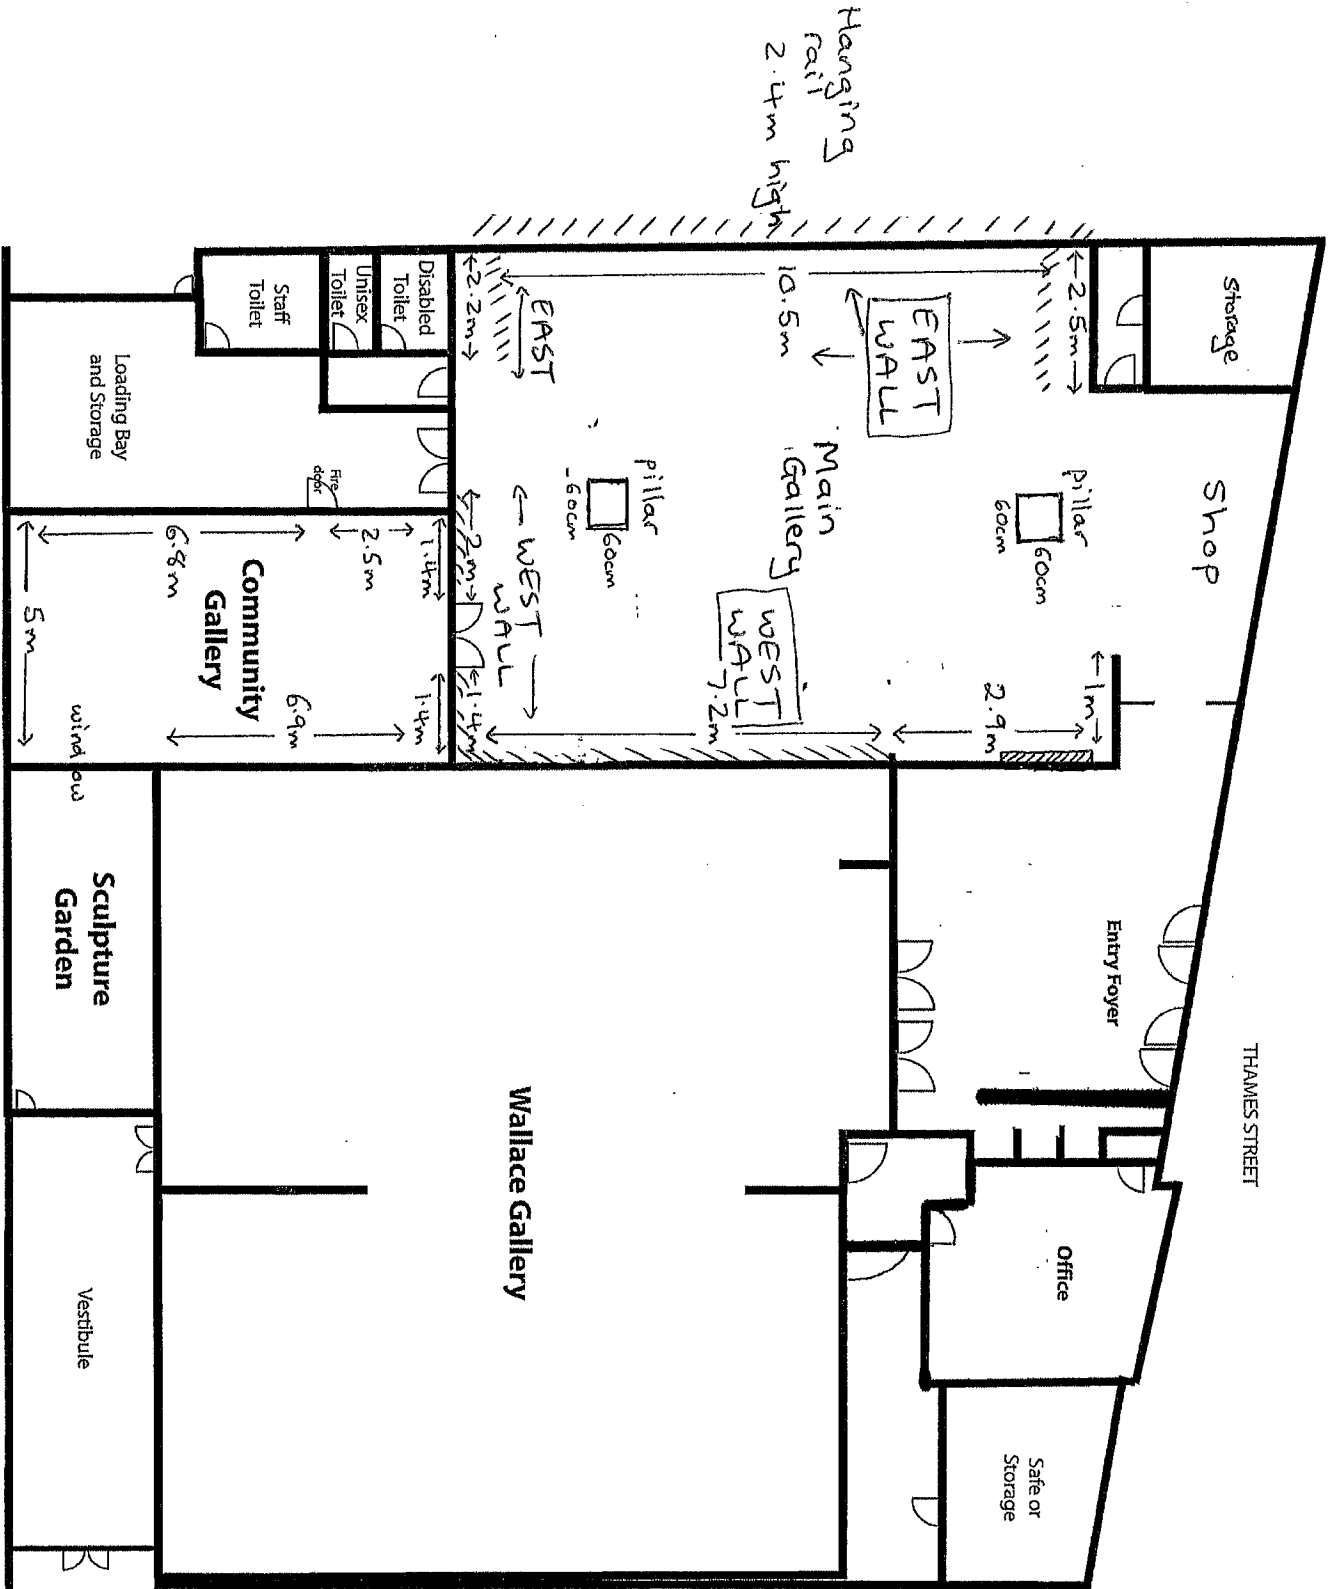 Hanging
rail
2.4m high
Storage
Shop
THAMES STREET
2.5m
EAST
WALL
10.5m
EAST
2.2m
Main
Gallery
pillar
60cm
60cm
pillar
60cm
60cm
WEST
WALL
7.2m
2.9m
1m
WEST
WALL
2m
1.4m
Disabled
Toilet
Unisex
Toilet
Staff
Toilet
Loading Bay
and Storage
Fire
door
1.4m
1.4m
2.5m
6.8m
Community
Gallery
6.9m
5m
window
Sculpture
Garden
Entry Foyer
Wallace Gallery
Office
Safe or
Storage
Vestibule